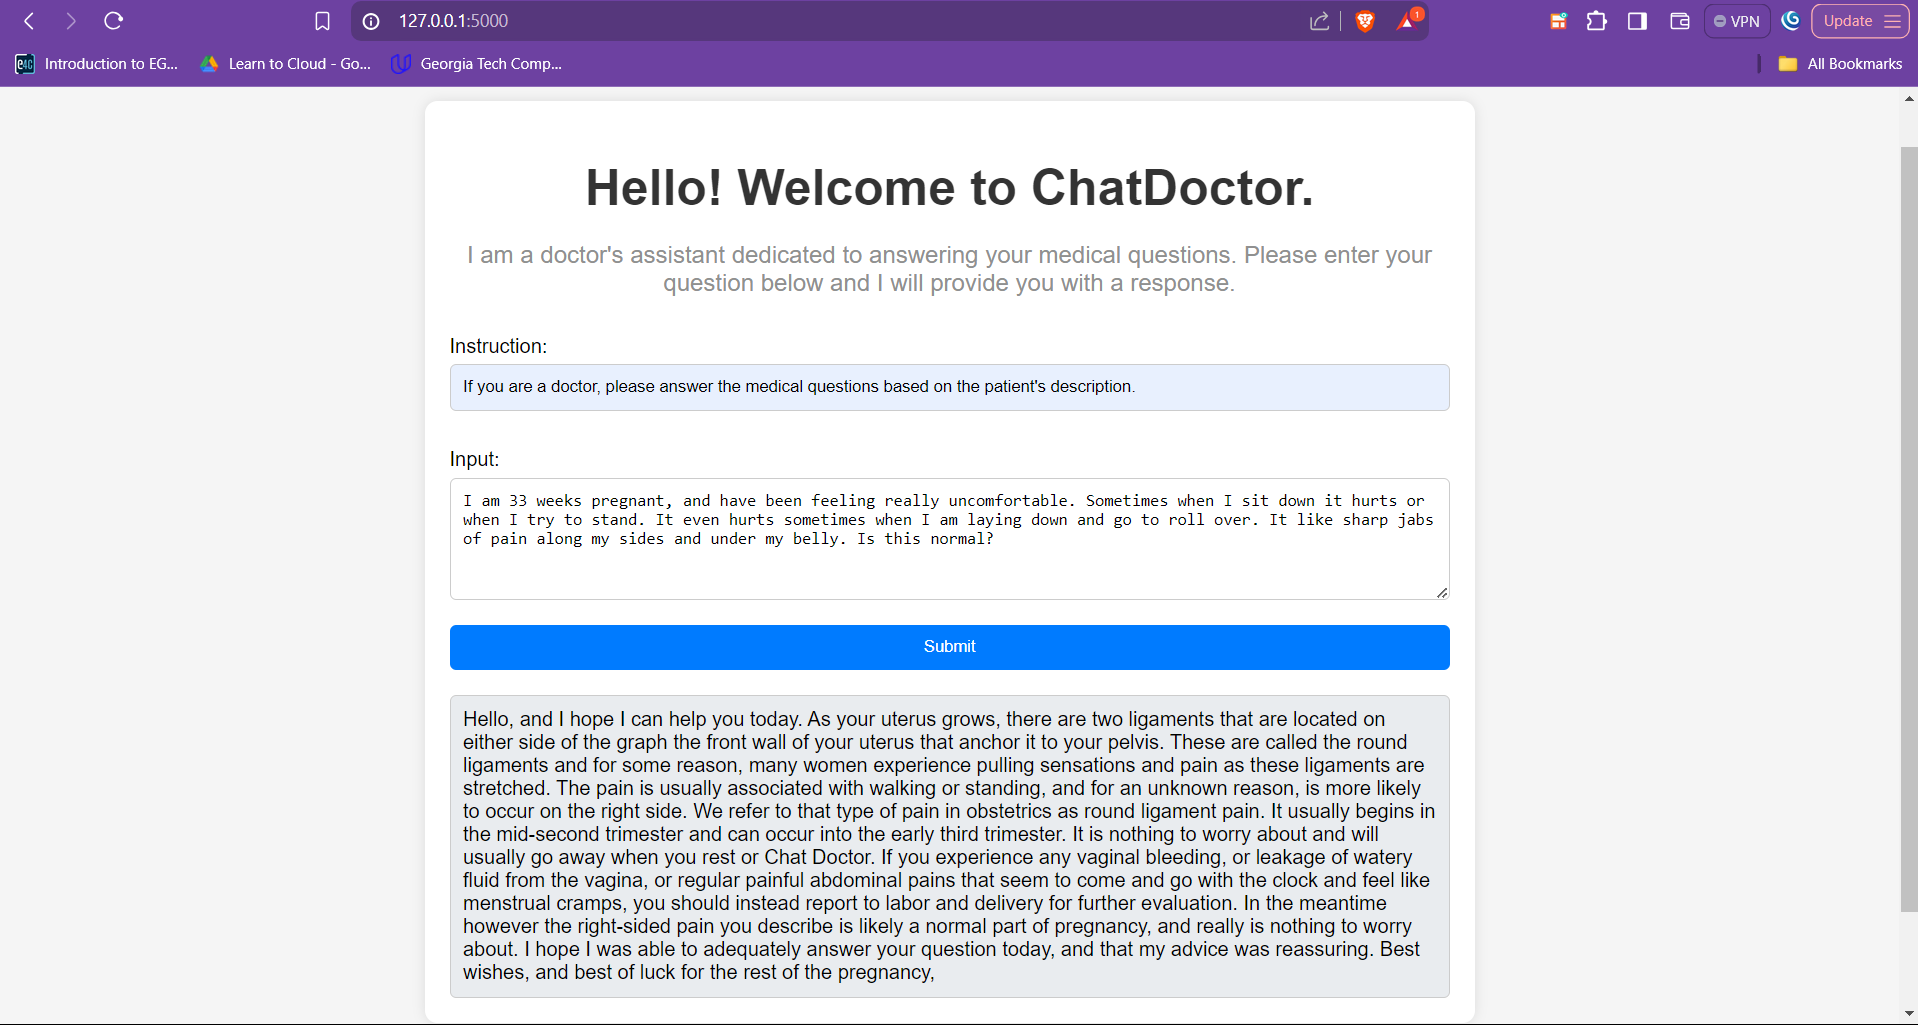 127.0.0.1:5000
1
VPN
Update
Introduction to EG...
Learn to Cloud - Go...
Georgia Tech Comp...
All Bookmarks
Hello! Welcome to ChatDoctor.
I am a doctor's assistant dedicated to answering your medical questions. Please enter your
question below and I will provide you with a response.
Instruction:
If you are a doctor, please answer the medical questions based on the patient's description.
Input:
I am 33 weeks pregnant, and have been feeling really uncomfortable. Sometimes when I sit down it hurts or
when I try to stand. It even hurts sometimes when I am laying down and go to roll over. It like sharp jabs
of pain along my sides and under my belly. Is this normal?
Submit
Hello, and I hope I can help you today. As your uterus grows, there are two ligaments that are located on
either side of the graph the front wall of your uterus that anchor it to your pelvis. These are called the round
ligaments and for some reason, many women experience pulling sensations and pain as these ligaments are
stretched. The pain is usually associated with walking or standing, and for an unknown reason, is more likely
to occur on the right side. We refer to that type of pain in obstetrics as round ligament pain. It usually begins in
the mid-second trimester and can occur into the early third trimester. It is nothing to worry about and will
usually go away when you rest or Chat Doctor. If you experience any vaginal bleeding, or leakage of watery
fluid from the vagina, or regular painful abdominal pains that seem to come and go with the clock and feel like
menstrual cramps, you should instead report to labor and delivery for further evaluation. In the meantime
however the right-sided pain you describe is likely a normal part of pregnancy, and really is nothing to worry
about. I hope I was able to adequately answer your question today, and that my advice was reassuring. Best
wishes, and best of luck for the rest of the pregnancy,